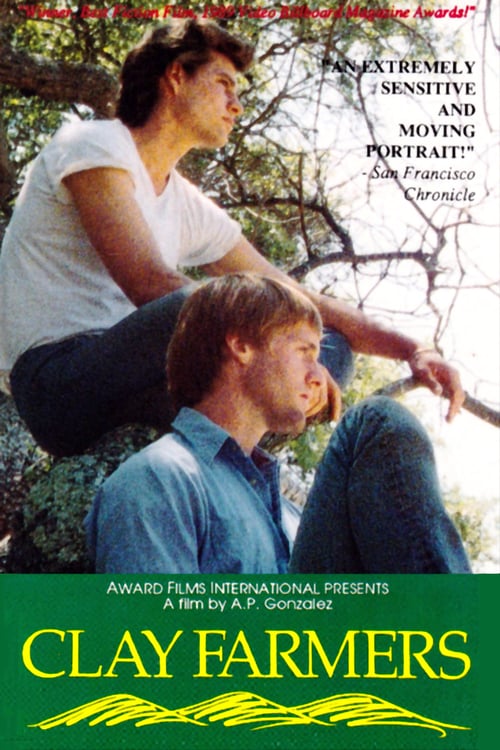 "Winner, Best Fiction Film, 1989 Video Billboard Magazine Awards!"
"AN EXTREMELY
SENSITIVE
AND
MOVING
PORTRAIT!"
- San Francisco
Chronicle
AWARD FILMS INTERNATIONAL PRESENTS
A film by A.P. Gonzalez
CLAY FARMERS